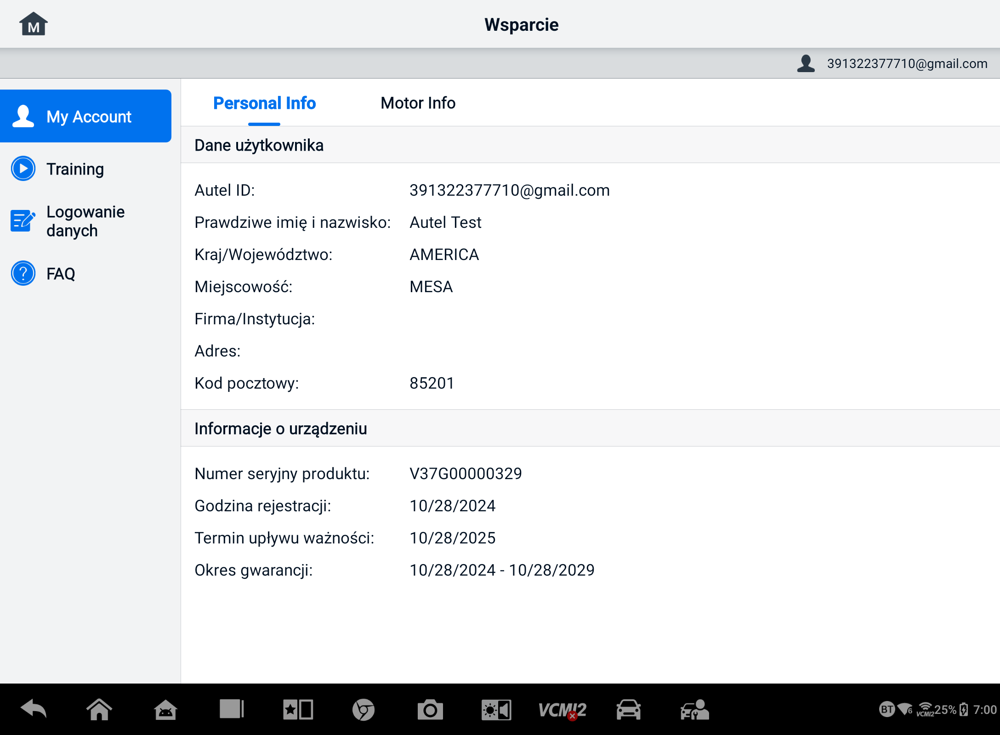 M
Wsparcie
391322377710@gmail.com
My Account
Training
Logowanie
danych
FAQ
Personal Info
Motor Info
Dane użytkownika
Autel ID: 391322377710@gmail.com
Prawdziwe imię i nazwisko: Autel Test
Kraj/Województwo: AMERICA
Miejscowość: MESA
Firma/Instytucja:
Adres:
Kod pocztowy: 85201
Informacje o urządzeniu
Numer seryjny produktu: V37G00000329
Godzina rejestracji: 10/28/2024
Termin upływu ważności: 10/28/2025
Okres gwarancji: 10/28/2024 - 10/28/2029
VCMI2
BT 6 VCMI2 25% 7:00